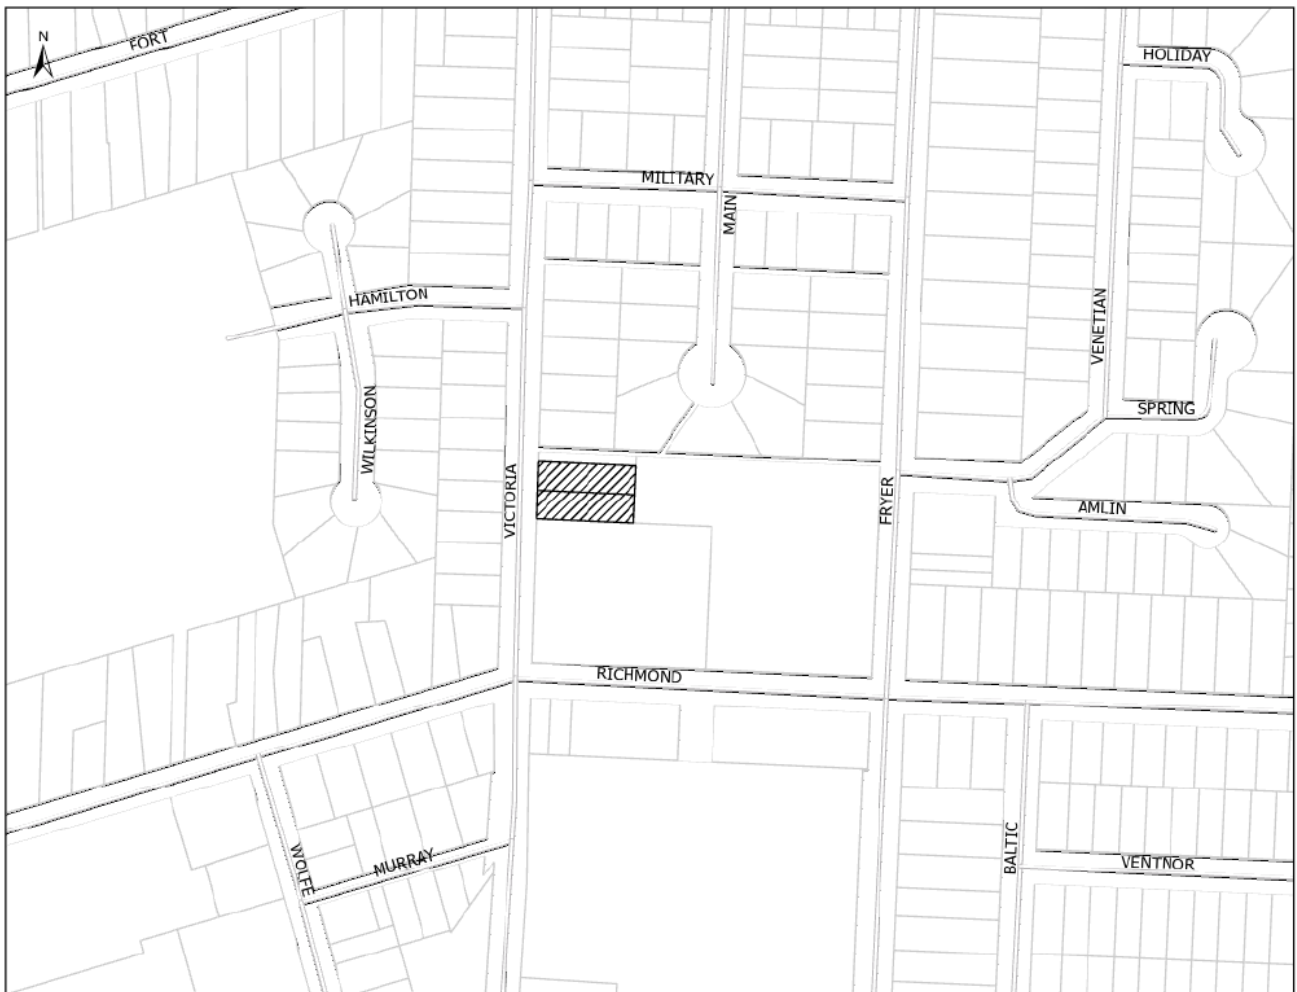 FORT
N
HOLIDAY
MILITARY
MAIN
HAMILTON
VENETIAN
WILKINSON
SPRING
VICTORIA
FRYER
AMLIN
RICHMOND
WOLFE
MURRAY
BALTIC
VENTNOR